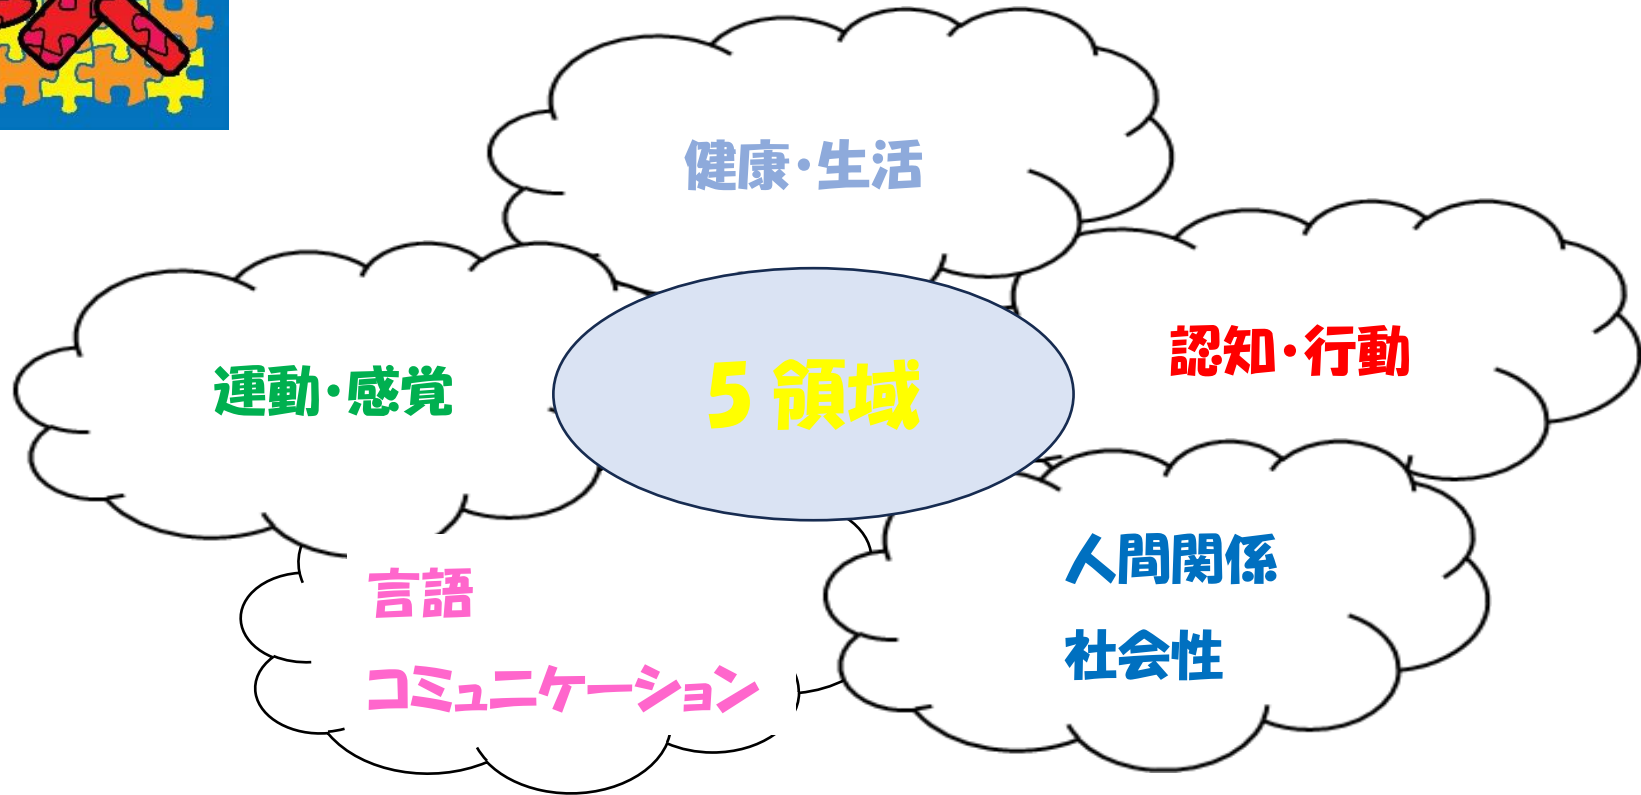 健康・生活
認知・行動
運動・感覚
５領域
人間関係
社会性
言語
コミュニケーション